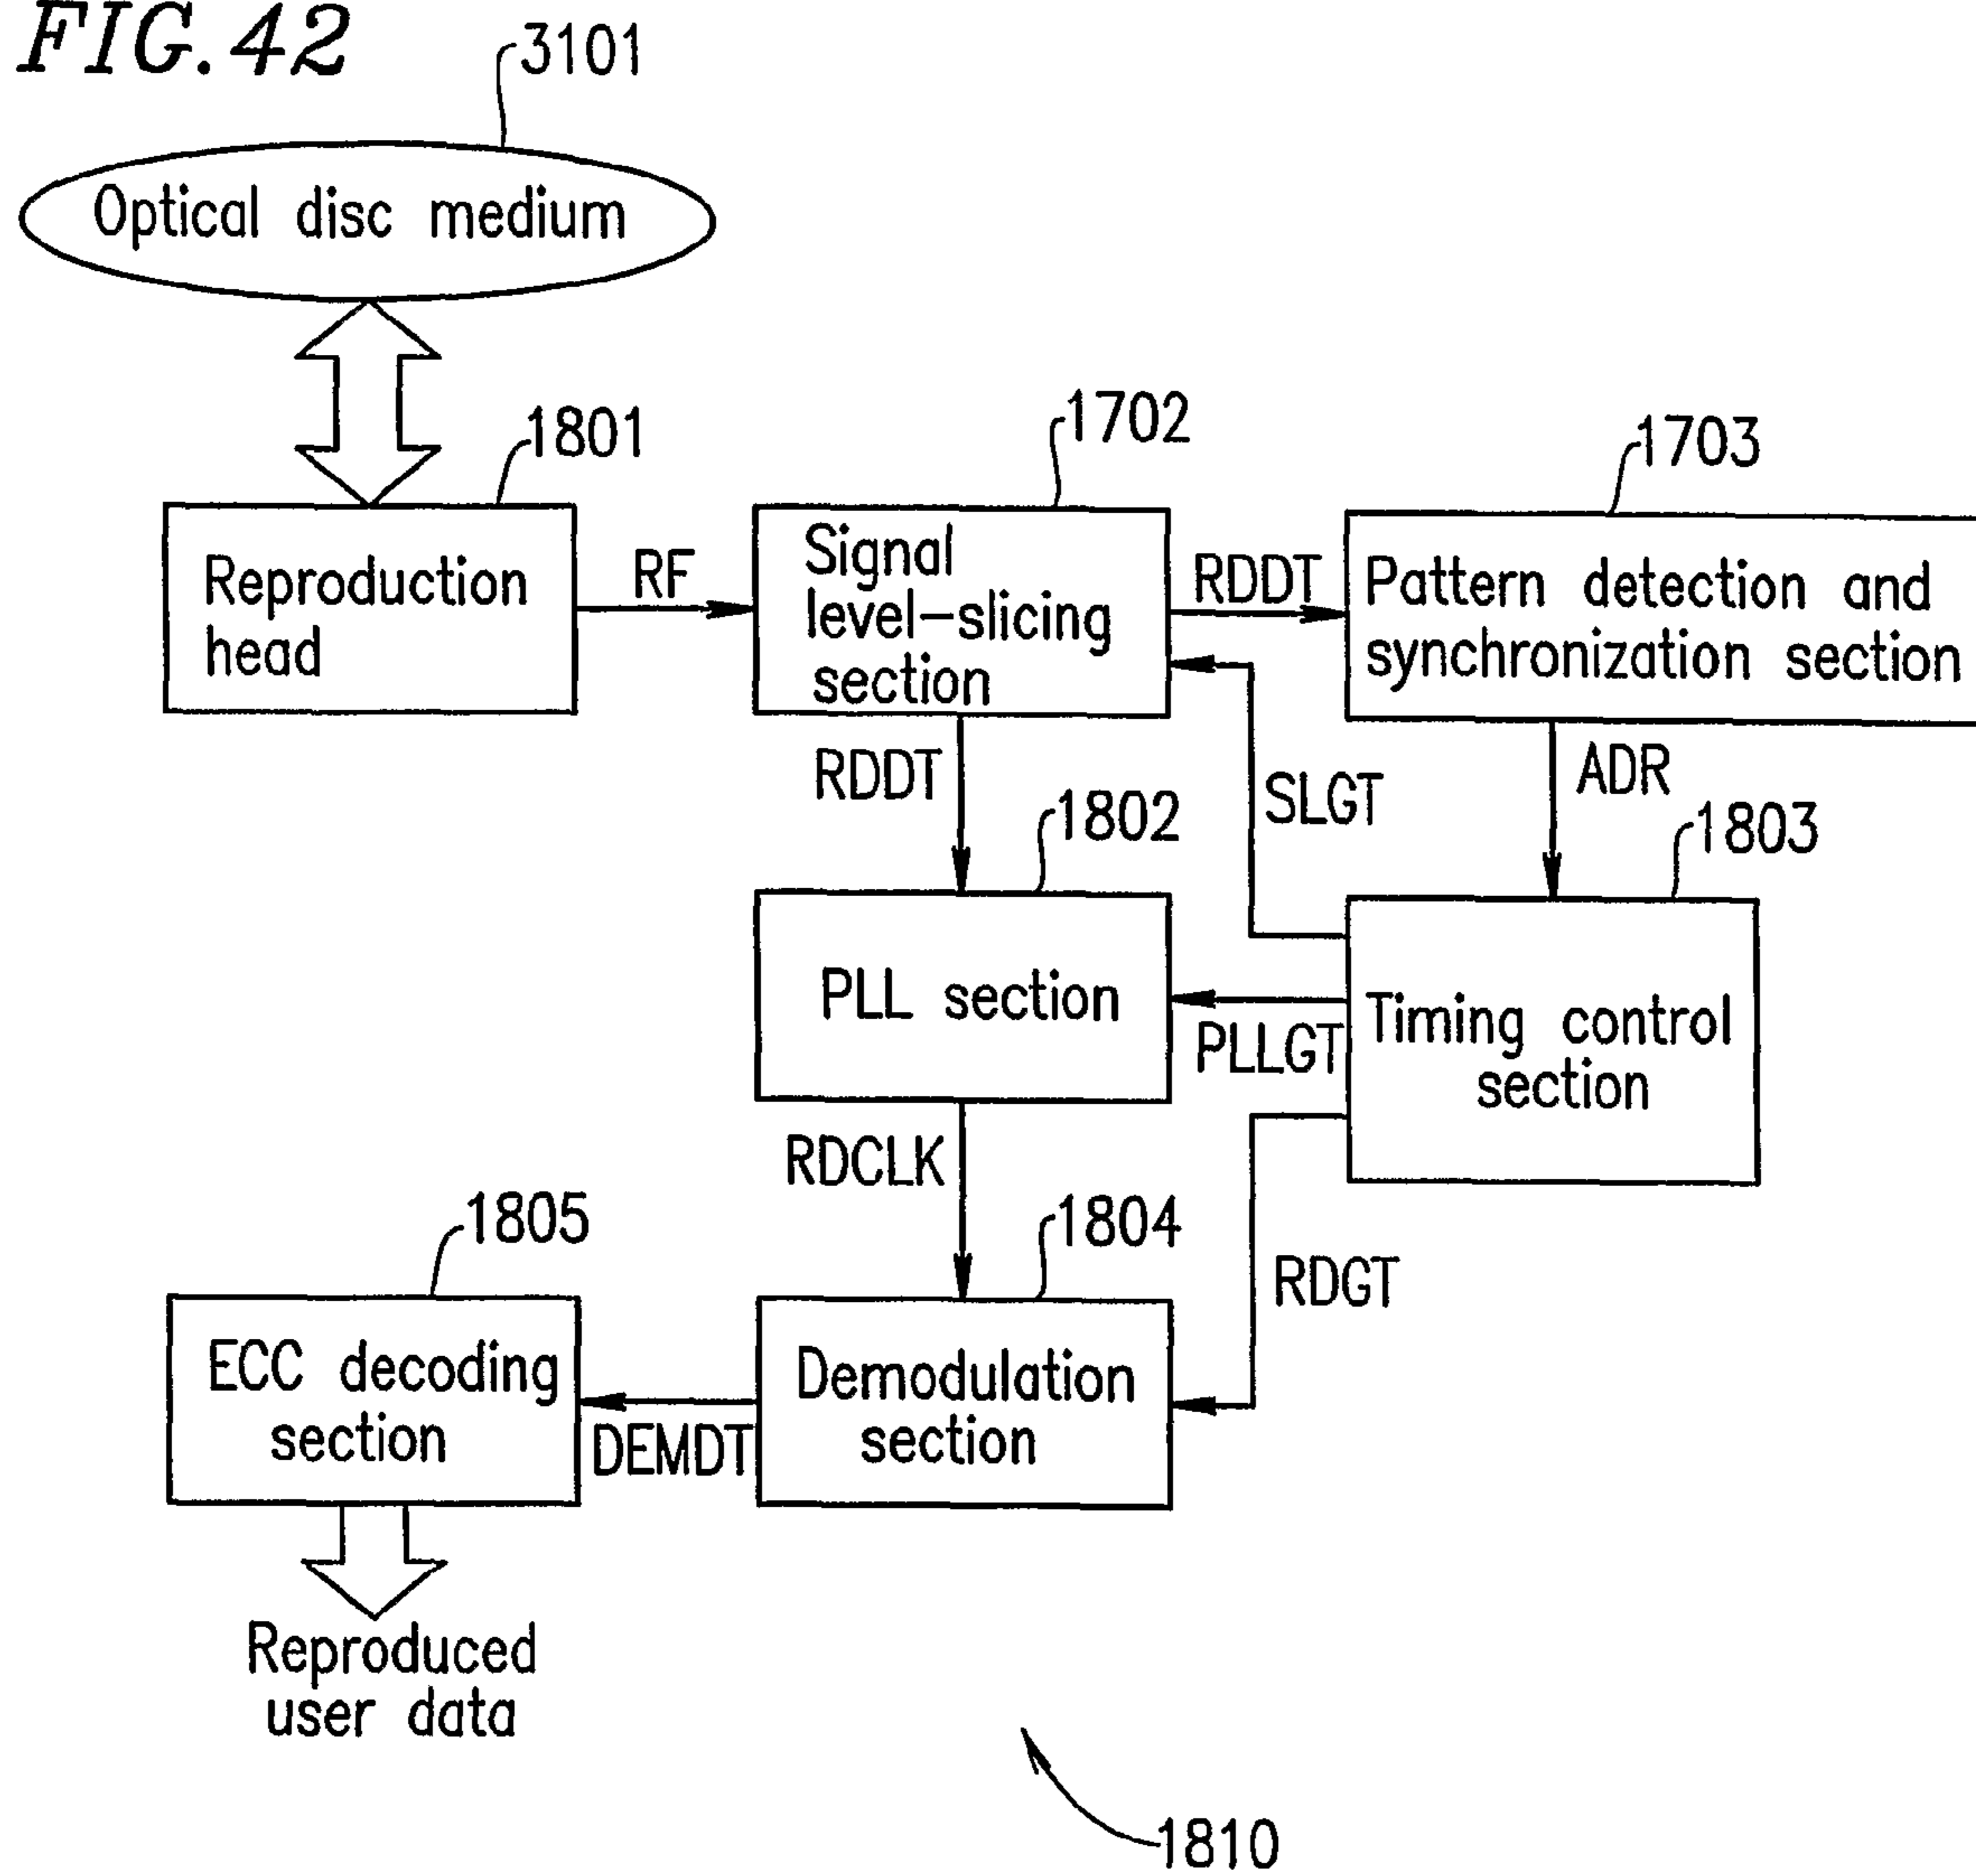 FIG. 42
3101
Optical disc medium
1801
1702
1703
Reproduction
head
RF
Signal
level-slicing
section
RDDT
Pattern detection and
synchronization section
RDDT
SLGT
ADR
1802
1803
PLL section
PLLGT
Timing control
section
RDCLK
1805
1804
RDGT
ECC decoding
section
DEMDT
Demodulation
section
Reproduced
user data
1810